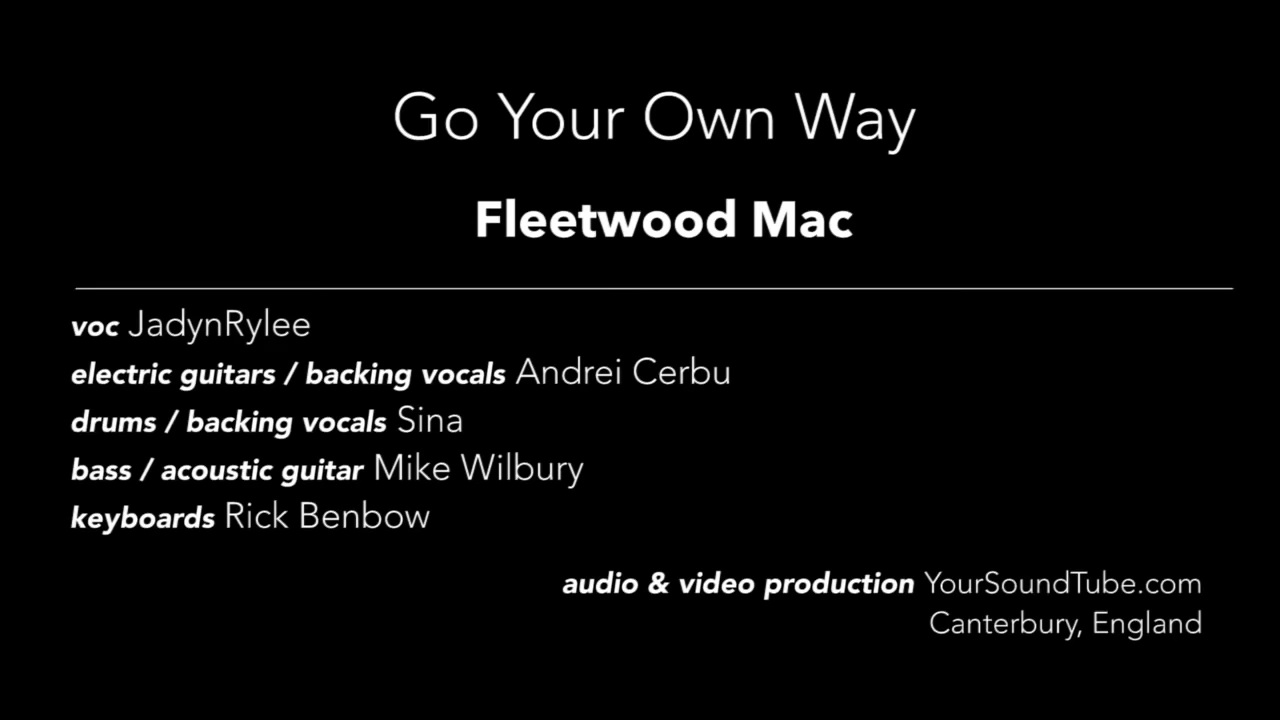 Go Your Own Way
Fleetwood Mac
voc JadynRylee
electric guitars / backing vocals Andrei Cerbu
drums / backing vocals Sina
bass / acoustic guitar Mike Wilbury
keyboards Rick Benbow
audio & video production YourSoundTube.com
Canterbury, England